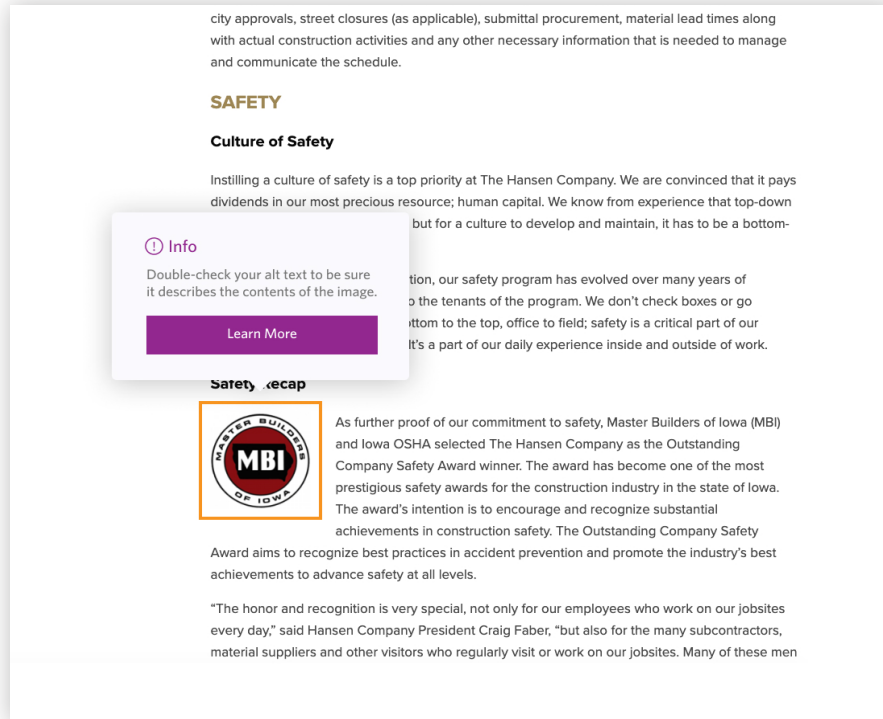 city approvals, street closures (as applicable), submittal procurement, material lead times along
with actual construction activities and any other necessary information that is needed to manage
and communicate the schedule.
SAFETY
Culture of Safety
Instilling a culture of safety is a top priority at The Hansen Company. We are convinced that it pays
dividends in our most precious resource; human capital. We know from experience that top-down
but for a culture to develop and maintain, it has to be a bottom-
Info
Double-check your alt text to be sure
it describes the contents of the image.
Learn More
tion, our safety program has evolved over many years of
o the tenants of the program. We don’t check boxes or go
ttom to the top, office to field; safety is a critical part of our
It’s a part of our daily experience inside and outside of work.
Safety Recap
MASTER BUILDERS
MBI
OF IOWA
As further proof of our commitment to safety, Master Builders of Iowa (MBI)
and Iowa OSHA selected The Hansen Company as the Outstanding
Company Safety Award winner. The award has become one of the most
prestigious safety awards for the construction industry in the state of Iowa.
The award’s intention is to encourage and recognize substantial
achievements in construction safety. The Outstanding Company Safety
Award aims to recognize best practices in accident prevention and promote the industry’s best
achievements to advance safety at all levels.
“The honor and recognition is very special, not only for our employees who work on our jobsites
every day,” said Hansen Company President Craig Faber, “but also for the many subcontractors,
material suppliers and other visitors who regularly visit or work on our jobsites. Many of these men